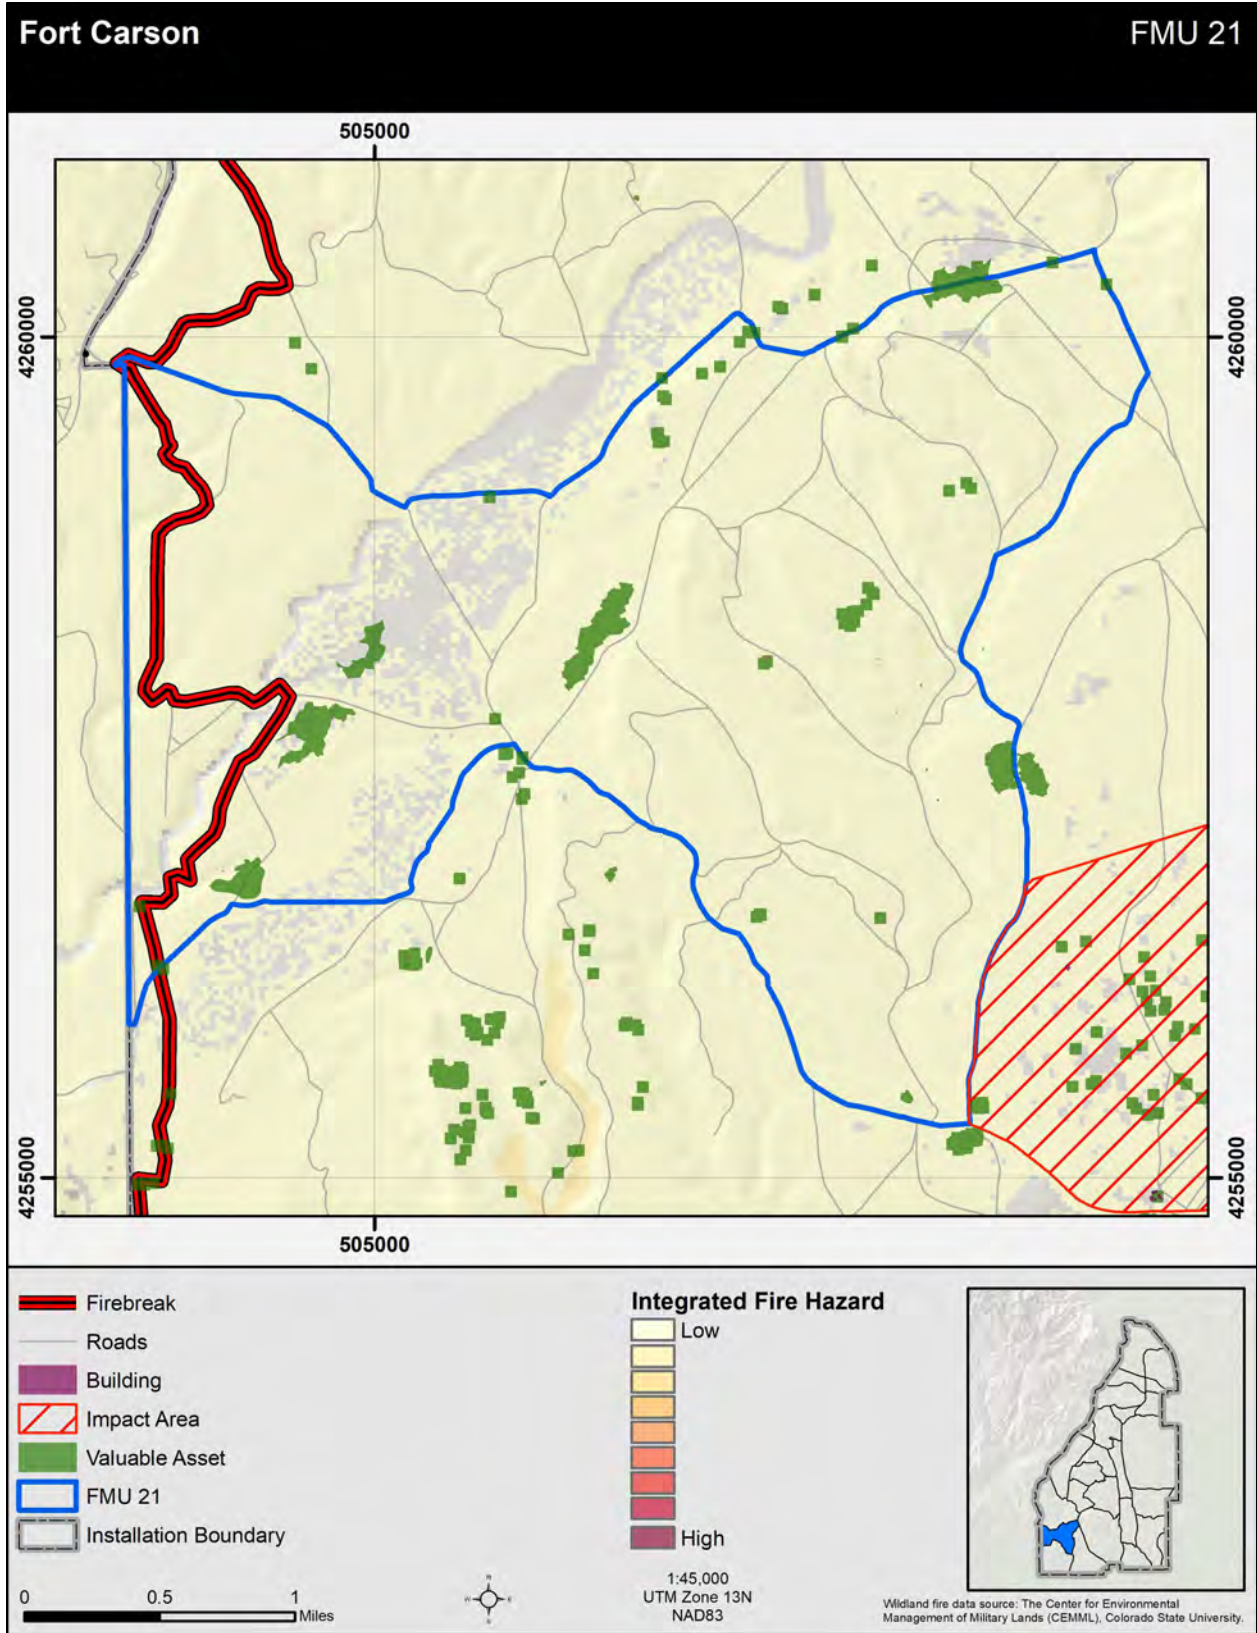 Fort Carson
FMU 21
505000
4260000
4260000
4255000
4255000
505000
Firebreak
Roads
Building
Impact Area
Valuable Asset
FMU 21
Installation Boundary
Integrated Fire Hazard
Low
High
0 0.5 1
Miles
N
W E
S
1:45,000
UTM Zone 13N
NAD83
Wildland fire data source: The Center for Environmental
Management of Military Lands (CEMML), Colorado State University.